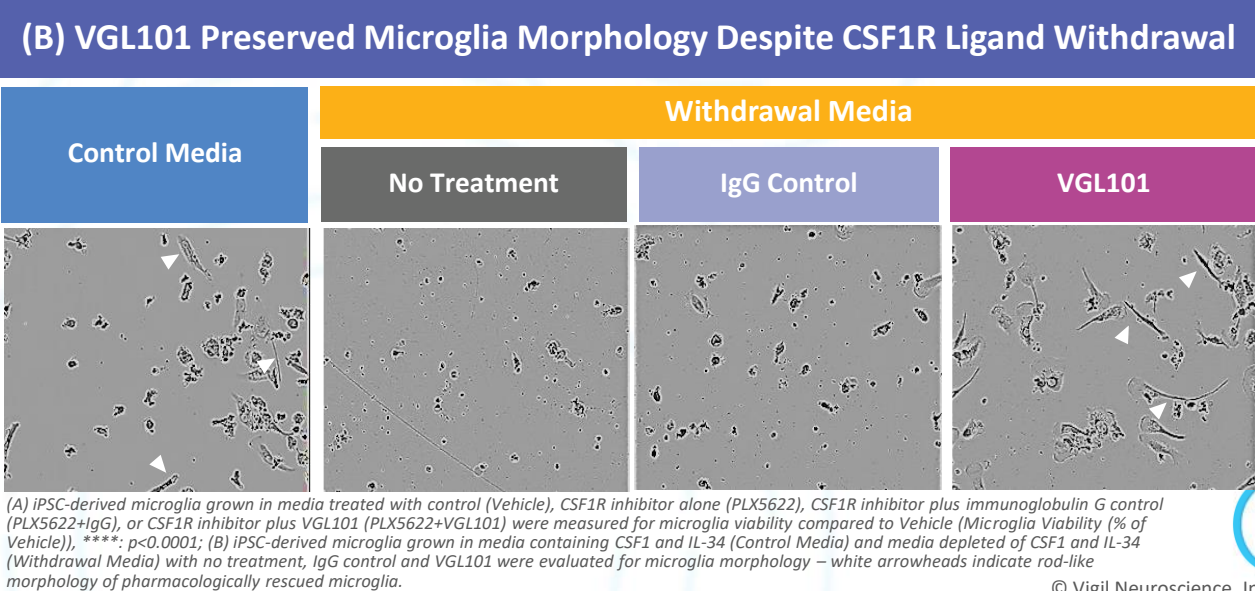 (B) VGL101 Preserved Microglia Morphology Despite CSF1R Ligand Withdrawal
Control Media
Withdrawal Media
No Treatment
IgG Control
VGL101
(A) iPSC-derived microglia grown in media treated with control (Vehicle), CSF1R inhibitor alone (PLX5622), CSF1R inhibitor plus immunoglobulin G control
(PLX5622+IgG), or CSF1R inhibitor plus VGL101 (PLX5622+VGL101) were measured for microglia viability compared to Vehicle (Microglia Viability (% of
Vehicle)), ****: p<0.0001; (B) iPSC-derived microglia grown in media containing CSF1 and IL-34 (Control Media) and media depleted of CSF1 and IL-34
(Withdrawal Media) with no treatment, IgG control and VGL101 were evaluated for microglia morphology – white arrowheads indicate rod-like
morphology of pharmacologically rescued microglia.
© Vigil Neuroscience, In